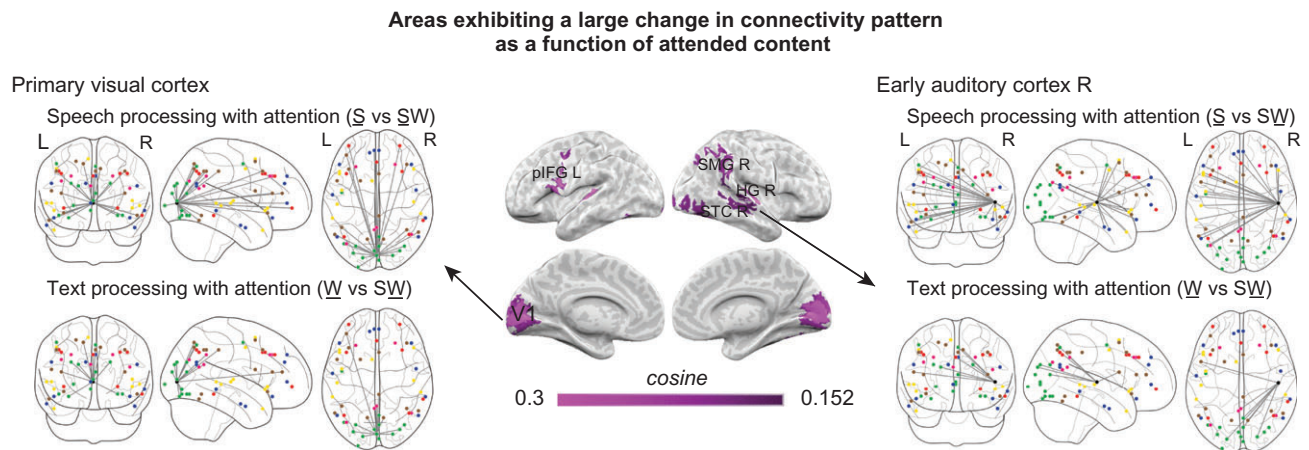 Areas exhibiting a large change in connectivity pattern
as a function of attended content
Primary visual cortex
Speech processing with attention (S vs SW)
L
R
L
R
Text processing with attention (W vs SW)
pIFG L
SMG R
HG R
STC R
V1
cosine
0.3
0.152
Early auditory cortex R
Speech processing with attention (S vs SW)
L
R
L
R
Text processing with attention (W vs SW)